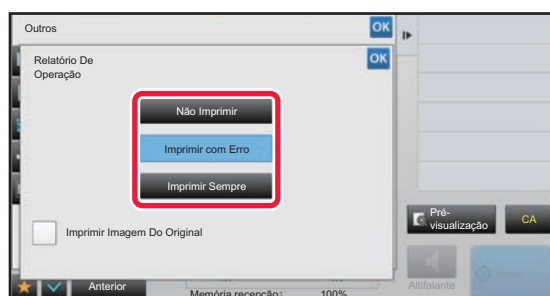 Outros
OK
Relatório De
Operação
OK
Não Imprimir
Imprimir com Erro
Imprimir Sempre
Imprimir Imagem Do Original
Pré-
visualização
CA
Anterior
Memória recepção:
100%
Altifalante
Iniciar